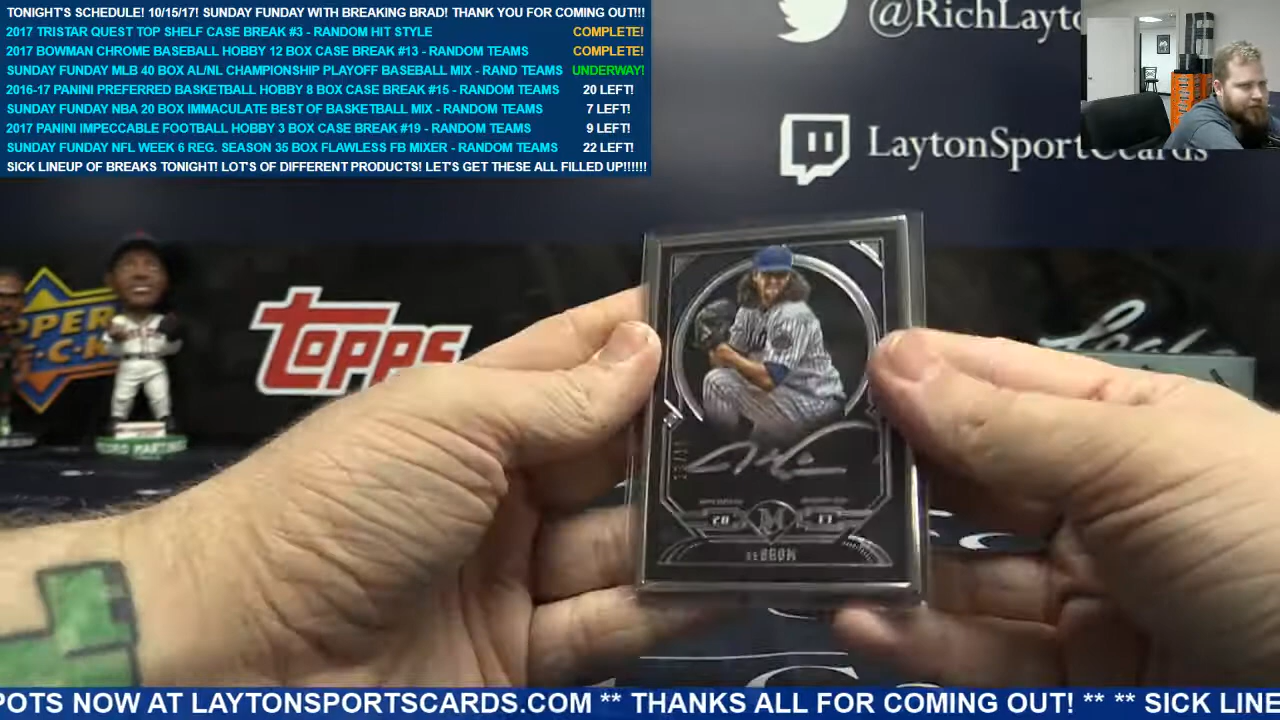 TONIGHT'S SCHEDULE! 10/15/17! SUNDAY FUNDAY WITH BREAKING BRAD! THANK YOU FOR COMING OUT!!!
2017 TRISTAR QUEST TOP SHELF CASE BREAK #3 - RANDOM HIT STYLE COMPLETE!
2017 BOWMAN CHROME BASEBALL HOBBY 12 BOX CASE BREAK #13 - RANDOM TEAMS COMPLETE!
SUNDAY FUNDAY MLB 40 BOX AL/NL CHAMPIONSHIP PLAYOFF BASEBALL MIX - RAND TEAMS UNDERWAY!
2016-17 PANINI PREFERRED BASKETBALL HOBBY 8 BOX CASE BREAK #15 - RANDOM TEAMS 20 LEFT!
SUNDAY FUNDAY NBA 20 BOX IMMACULATE BEST OF BASKETBALL MIX - RANDOM TEAMS 7 LEFT!
2017 PANINI IMPECCABLE FOOTBALL HOBBY 3 BOX CASE BREAK #19 - RANDOM TEAMS 9 LEFT!
SUNDAY FUNDAY NFL WEEK 6 REG. SEASON 35 BOX FLAWLESS FB MIXER - RANDOM TEAMS 22 LEFT!
SICK LINEUP OF BREAKS TONIGHT! LOT'S OF DIFFERENT PRODUCTS! LET'S GET THESE ALL FILLED UP!!!!!!
@RichLayto
LaytonSportCcards
PPER
C
TOPPS
Lea
20 M 17
deGROM
POTS NOW AT LAYTONSPORTSCARDS.COM ** THANKS ALL FOR COMING OUT! ** ** SICK LINE